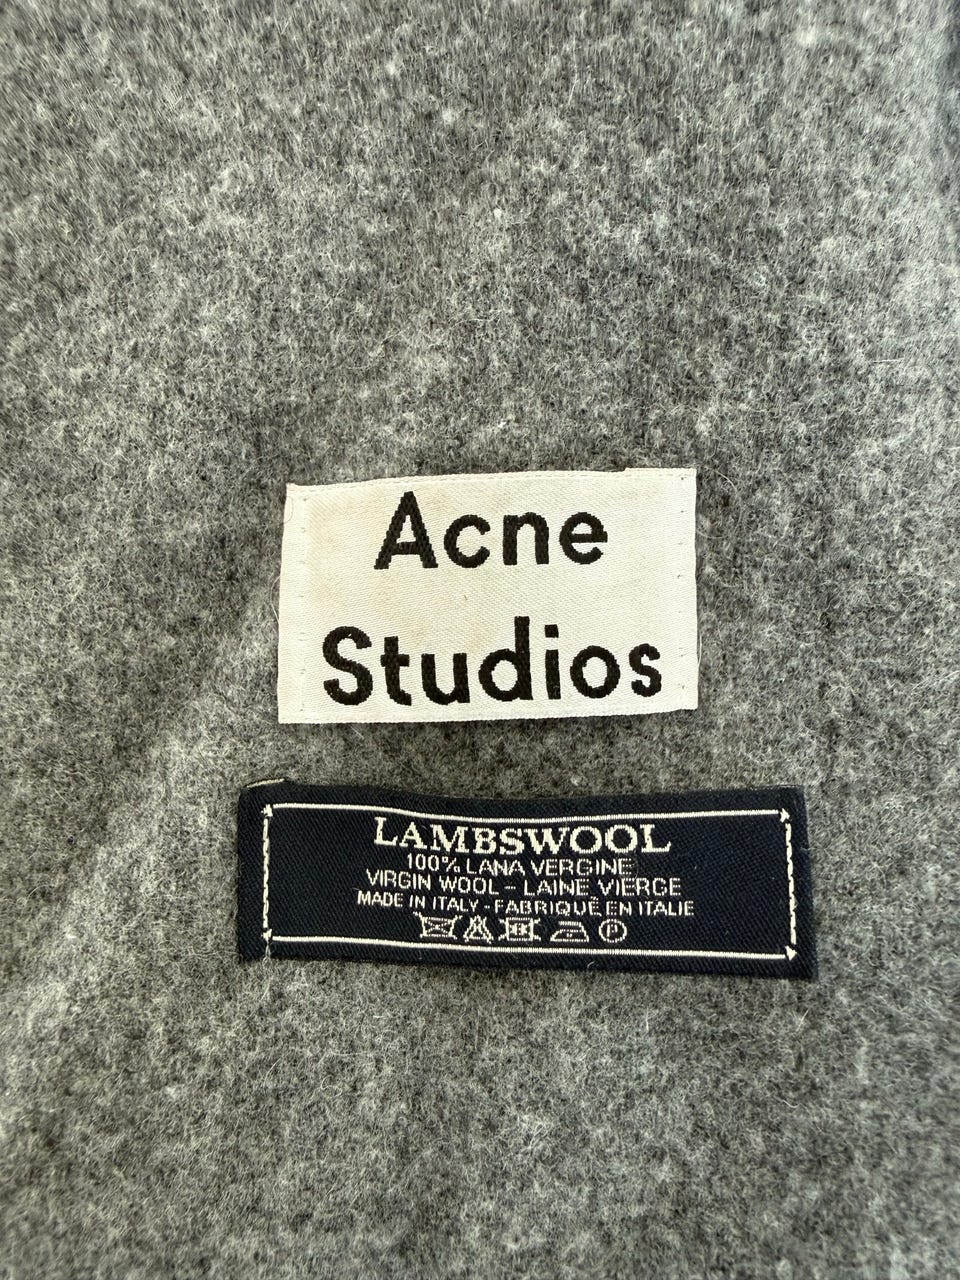 Acne
Studios
LAMBSWOOL
100% LANA VERGINE
VIRGIN WOOL - LAINE VIERGE
MADE IN ITALY - FABRIQUÉ EN ITALIE
P